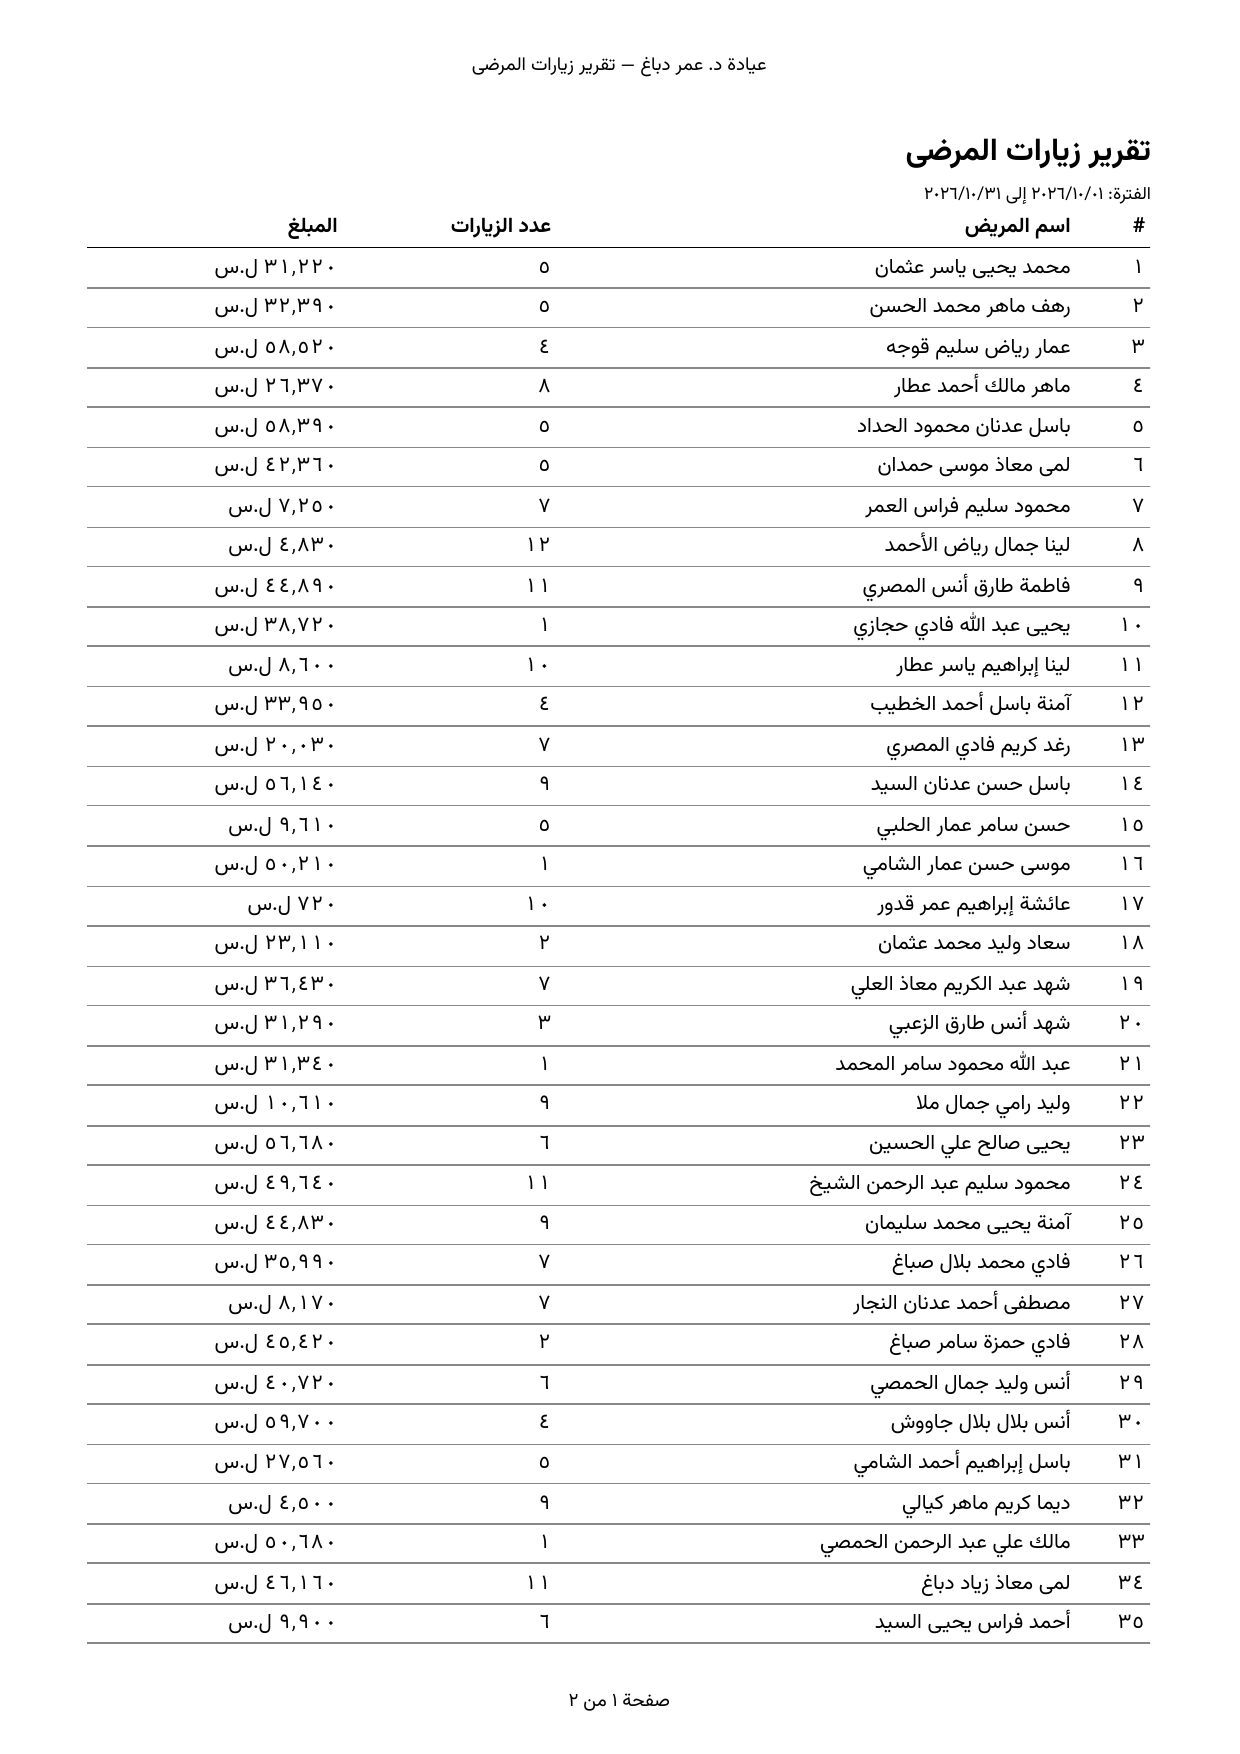 عيادة د. عمر دباغ — تقرير زيارات المرضى
تقرير زيارات المرضى
الفترة: ٢٠٢٦/١٠/٠١ إلى ٢٠٢٦/١٠/٣١
# اسم المريض عدد الزيارات المبلغ
١ محمد يحيى ياسر عثمان ٥ ٣١,٢٢٠ ل.س
٢ رهف ماهر محمد الحسن ٥ ٣٢,٣٩٠ ل.س
٣ عمار رياض سليم قوجه ٤ ٥٨,٥٢٠ ل.س
٤ ماهر مالك أحمد عطار ٨ ٢٦,٣٧٠ ل.س
٥ باسل عدنان محمود الحداد ٥ ٥٨,٣٩٠ ل.س
٦ لمى معاذ موسى حمدان ٥ ٤٢,٣٦٠ ل.س
٧ محمود سليم فراس العمر ٧ ٧,٢٥٠ ل.س
٨ لينا جمال رياض الأحمد ١٢ ٤,٨٣٠ ل.س
٩ فاطمة طارق أنس المصري ١١ ٤٤,٨٩٠ ل.س
١٠ يحيى عبد الله فادي حجازي ١ ٣٨,٧٢٠ ل.س
١١ لينا إبراهيم ياسر عطار ١٠ ٨,٦٠٠ ل.س
١٢ آمنة باسل أحمد الخطيب ٤ ٣٣,٩٥٠ ل.س
١٣ رغد كريم فادي المصري ٧ ٢٠,٠٣٠ ل.س
١٤ باسل حسن عدنان السيد ٩ ٥٦,١٤٠ ل.س
١٥ حسن سامر عمار الحلبي ٥ ٩,٦١٠ ل.س
١٦ موسى حسن عمار الشامي ١ ٥٠,٢١٠ ل.س
١٧ عائشة إبراهيم عمر قدور ١٠ ٧٢٠ ل.س
١٨ سعاد وليد محمد عثمان ٢ ٢٣,١١٠ ل.س
١٩ شهد عبد الكريم معاذ العلي ٧ ٣٦,٤٣٠ ل.س
٢٠ شهد أنس طارق الزعبي ٣ ٣١,٢٩٠ ل.س
٢١ عبد الله محمود سامر المحمد ١ ٣١,٣٤٠ ل.س
٢٢ وليد رامي جمال ملا ٩ ١٠,٦١٠ ل.س
٢٣ يحيى صالح علي الحسين ٦ ٥٦,٦٨٠ ل.س
٢٤ محمود سليم عبد الرحمن الشيخ ١١ ٤٩,٦٤٠ ل.س
٢٥ آمنة يحيى محمد سليمان ٩ ٤٤,٨٣٠ ل.س
٢٦ فادي محمد بلال صباغ ٧ ٣٥,٩٩٠ ل.س
٢٧ مصطفى أحمد عدنان النجار ٧ ٨,١٧٠ ل.س
٢٨ فادي حمزة سامر صباغ ٢ ٤٥,٤٢٠ ل.س
٢٩ أنس وليد جمال الحمصي ٦ ٤٠,٧٢٠ ل.س
٣٠ أنس بلال بلال جاووش ٤ ٥٩,٧٠٠ ل.س
٣١ باسل إبراهيم أحمد الشامي ٥ ٢٧,٥٦٠ ل.س
٣٢ ديما كريم ماهر كيالي ٩ ٤,٥٠٠ ل.س
٣٣ مالك علي عبد الرحمن الحمصي ١ ٥٠,٦٨٠ ل.س
٣٤ لمى معاذ زياد دباغ ١١ ٤٦,١٦٠ ل.س
٣٥ أحمد فراس يحيى السيد ٦ ٩,٩٠٠ ل.س
صفحة ١ من ٢